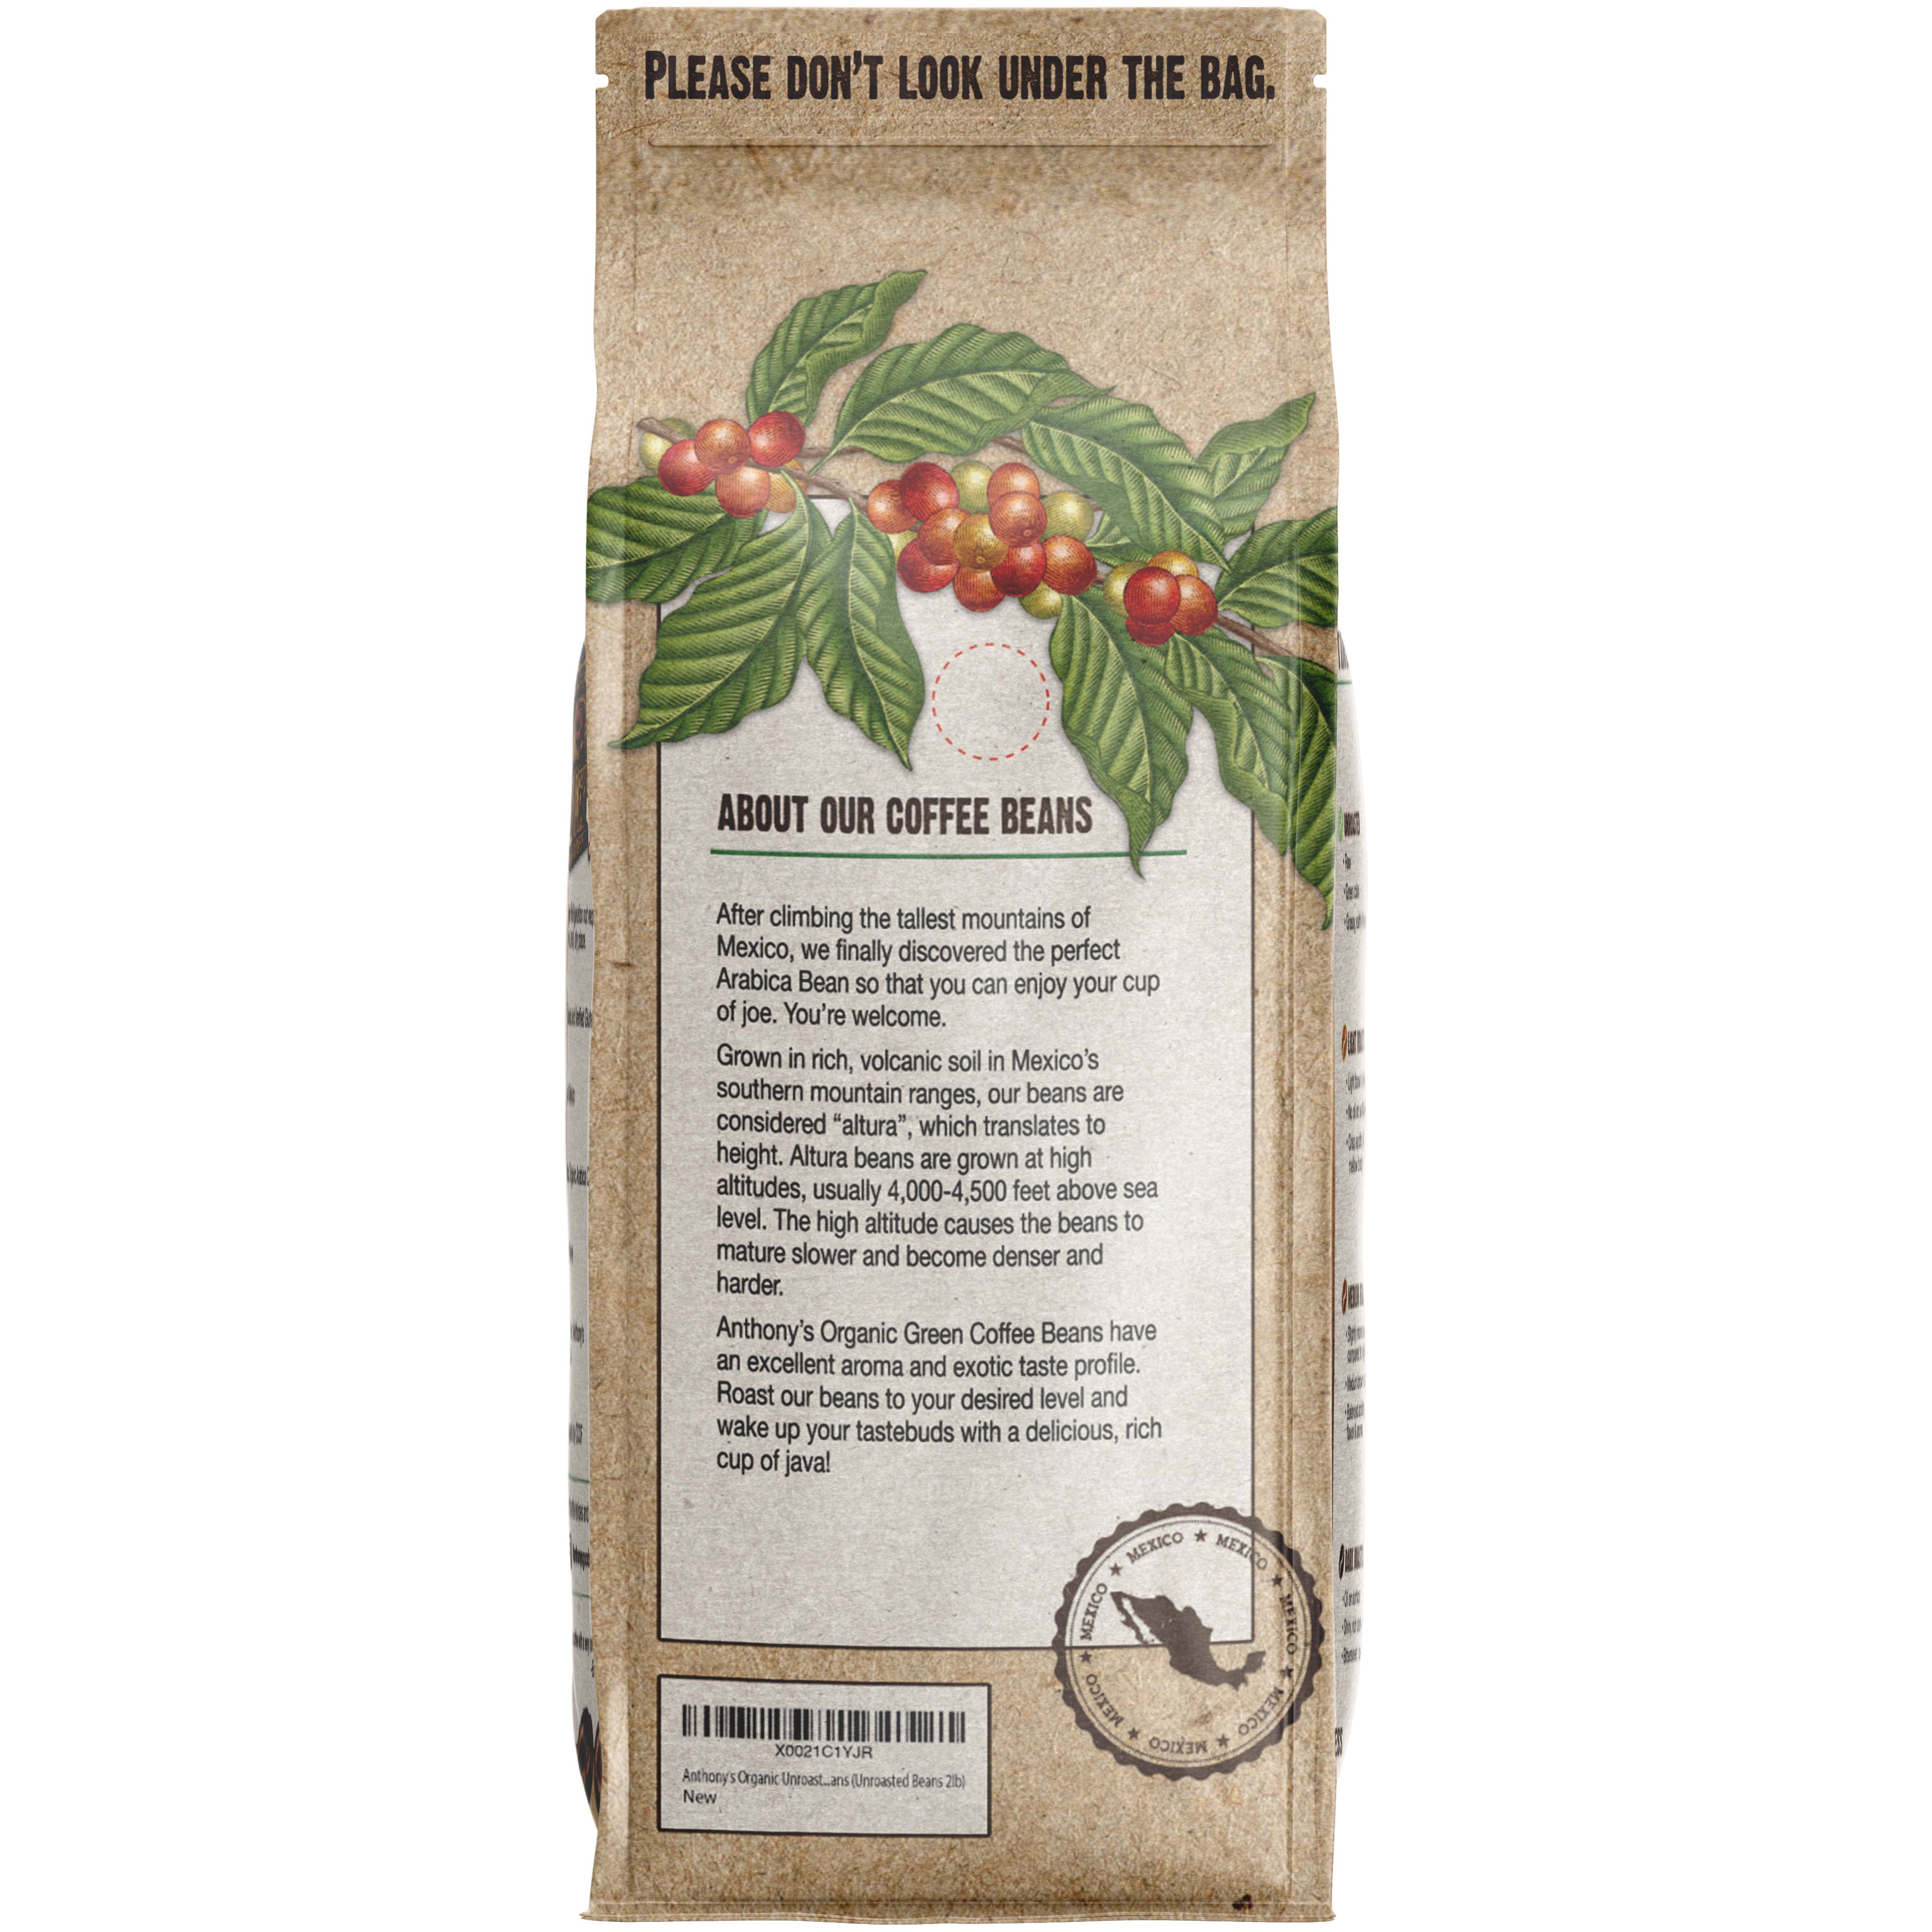 PLEASE DON'T LOOK UNDER THE BAG.
ABOUT OUR COFFEE BEANS
After climbing the tallest mountains of
Mexico, we finally discovered the perfect
Arabica Bean so that you can enjoy your cup
of joe. You're welcome.
Grown in rich, volcanic soil in Mexico's
southern mountain ranges, our beans are
considered “altura”, which translates to
height. Altura beans are grown at high
altitudes, usually 4,000-4,500 feet above sea
level. The high altitude causes the beans to
mature slower and become denser and
harder.
Anthony's Organic Green Coffee Beans have
an excellent aroma and exotic taste profile.
Roast our beans to your desired level and
wake up your tastebuds with a delicious, rich
cup of java!
MEXICO ★ MEXICO ★ MEXICO ★ MEXICO ★ MEXICO ★ MEXICO ★ MEXICO ★ MEXICO ★
X0021C1YJR
Anthony's Organic Unroast...ans (Unroasted Beans 2lb)
New